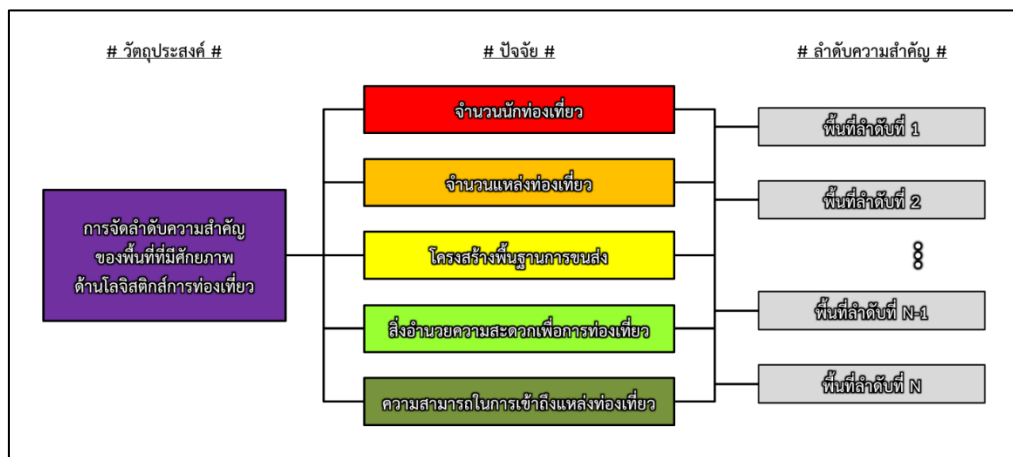 # วัตถุประสงค์ #
# ปัจจัย #
# ลำดับความสำคัญ #
การจัดลำดับความสำคัญ
ของพื้นที่ที่มีศักยภาพ
ด้านโลจิสติกส์การท่องเที่ยว
จำนวนนักท่องเที่ยว
จำนวนแหล่งท่องเที่ยว
โครงสร้างพื้นฐานการขนส่ง
สิ่งอำนวยความสะดวกเพื่อการท่องเที่ยว
ความสามารถในการเข้าถึงแหล่งท่องเที่ยว
พื้นที่ลำดับที่ 1
พื้นที่ลำดับที่ 2
พื้นที่ลำดับที่ N-1
พื้นที่ลำดับที่ N